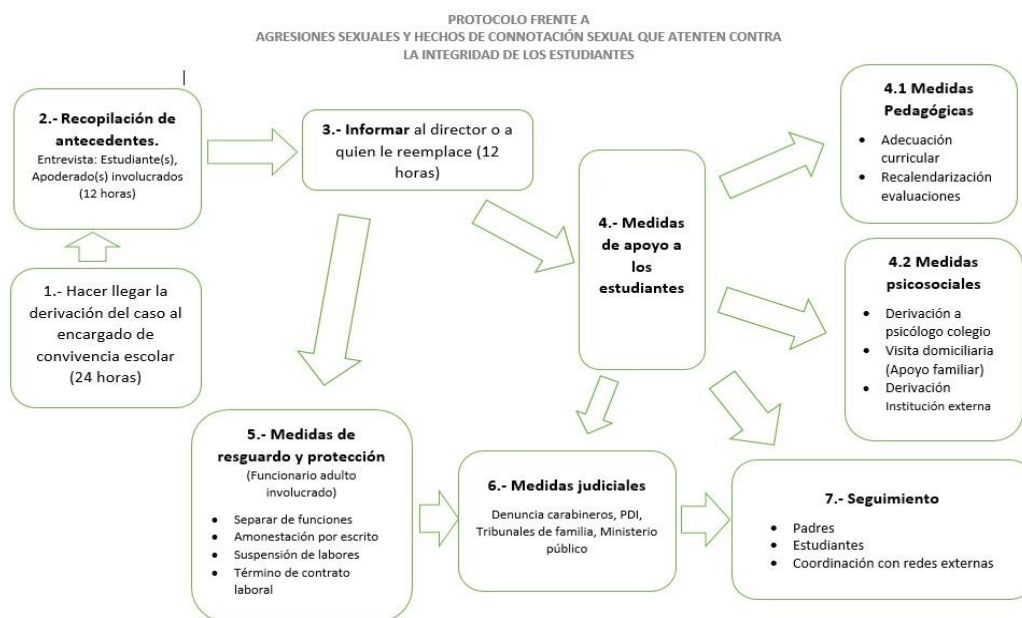 PROTOCOLO FRENTE A
AGRESIONES SEXUALES Y HECHOS DE CONNOTACIÓN SEXUAL QUE ATENTEN CONTRA
LA INTEGRIDAD DE LOS ESTUDIANTES
1.- Hacer llegar la
derivación del caso al
encargado de
convivencia escolar
(24 horas)
2.- Recopilación de
antecedentes.
Entrevista: Estudiante(s),
Apoderado(s) involucrados
(12 horas)
3.- Informar al director o a
quien le reemplace (12
horas)
4.- Medidas
de apoyo a
los
estudiantes
4.1 Medidas
Pedagógicas
• Adecuación
curricular
• Recalendarización
evaluaciones
4.2 Medidas
psicosociales
• Derivación a
psicólogo colegio
• Visita domiciliaria
(Apoyo familiar)
• Derivación
Institución externa
5.- Medidas de
resguardo y protección
(Funcionario adulto
involucrado)
• Separar de funciones
• Amonestación por escrito
• Suspensión de labores
• Término de contrato
laboral
6.- Medidas judiciales
Denuncia carabineros, PDI,
Tribunales de familia, Ministerio
público
7.- Seguimiento
• Padres
• Estudiantes
• Coordinación con redes externas